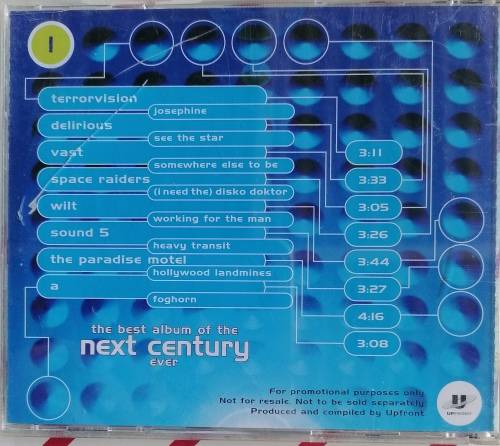 1
terrorvision
josephine
3:11
delirious
see the star
3:33
vast
somewhere else to be
3:05
space raiders
(i need the) disko doktor
3:26
wilt
working for the man
3:44
sound 5
heavy transit
3:27
the paradise motel
hollywood landmines
4:16
a
foghorn
3:08
the best album of the
next century
ever
For promotional purposes only
Not for resale. Not to be sold separately
Produced and compiled by Upfront